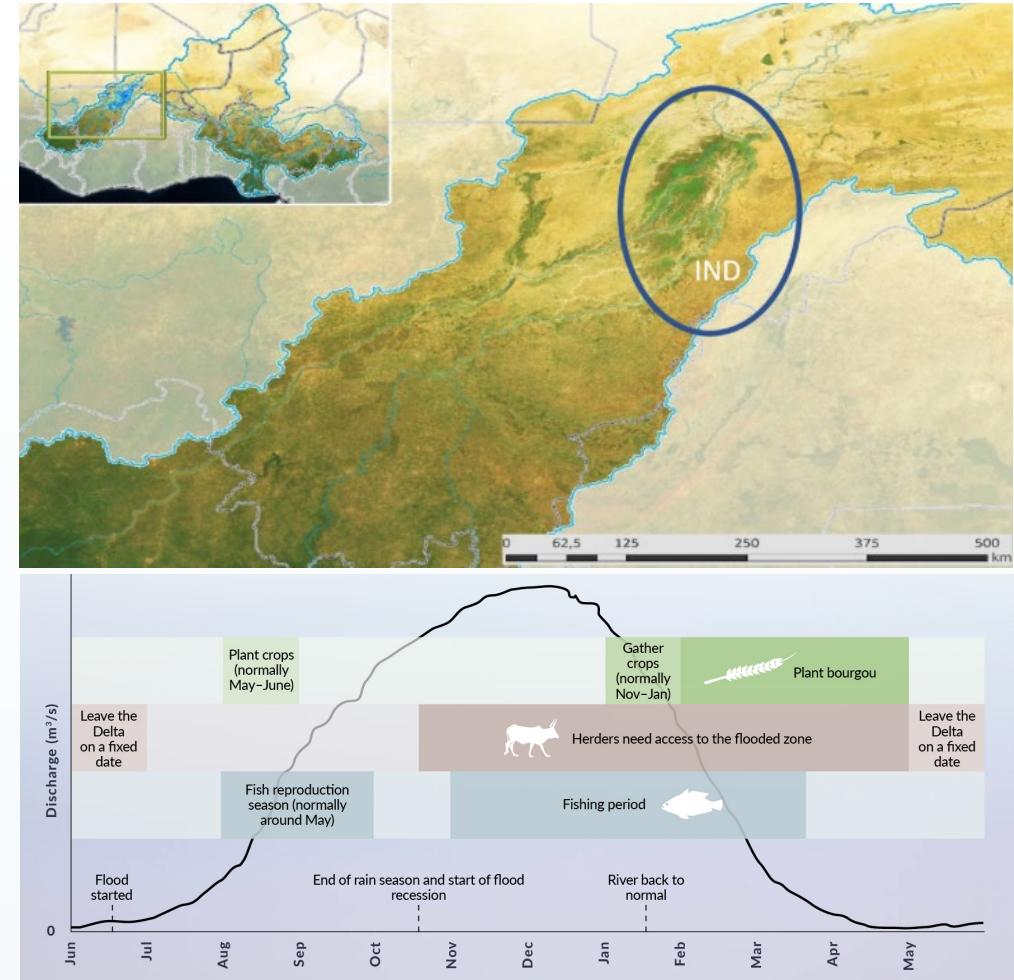 IND
0 62,5 125 250 375 500
km
Discharge (m³/s)
Plant crops
(normally
May–June)
Gather
crops
(normally
Nov–Jan)
Plant bourgou
Leave the
Delta
on a fixed
date
Herders need access to the flooded zone
Leave the
Delta
on a fixed
date
Fish reproduction
season (normally
around May)
Fishing period
Flood
started
End of rain season and start of flood
recession
River back to
normal
0
Jun Jul Aug Sep Oct Nov Dec Jan Feb Mar Apr May